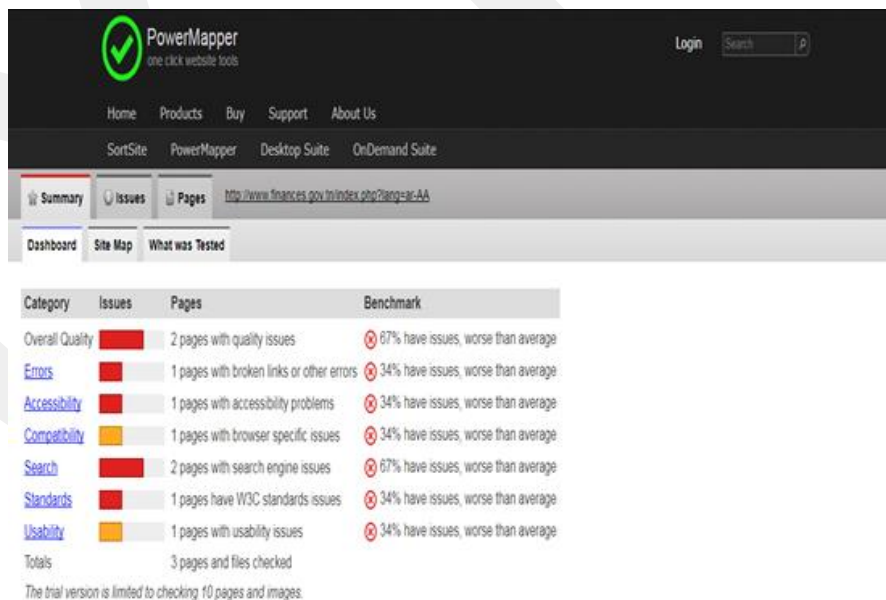 PowerMapper
one click website tools
Login Search
Home Products Buy Support About Us
SortSite PowerMapper Desktop Suite OnDemand Suite
Summary Issues Pages http://www.finances.gov.tn/index.php?lang=ar-AA
Dashboard Site Map What was Tested
Category Issues Pages Benchmark
Overall Quality 2 pages with quality issues 67% have issues, worse than average
Errors 1 pages with broken links or other errors 34% have issues, worse than average
Accessibility 1 pages with accessibility problems 34% have issues, worse than average
Compatibility 1 pages with browser specific issues 34% have issues, worse than average
Search 2 pages with search engine issues 67% have issues, worse than average
Standards 1 pages have W3C standards issues 34% have issues, worse than average
Usability 1 pages with usability issues 34% have issues, worse than average
Totals 3 pages and files checked
The trial version is limited to checking 10 pages and images.